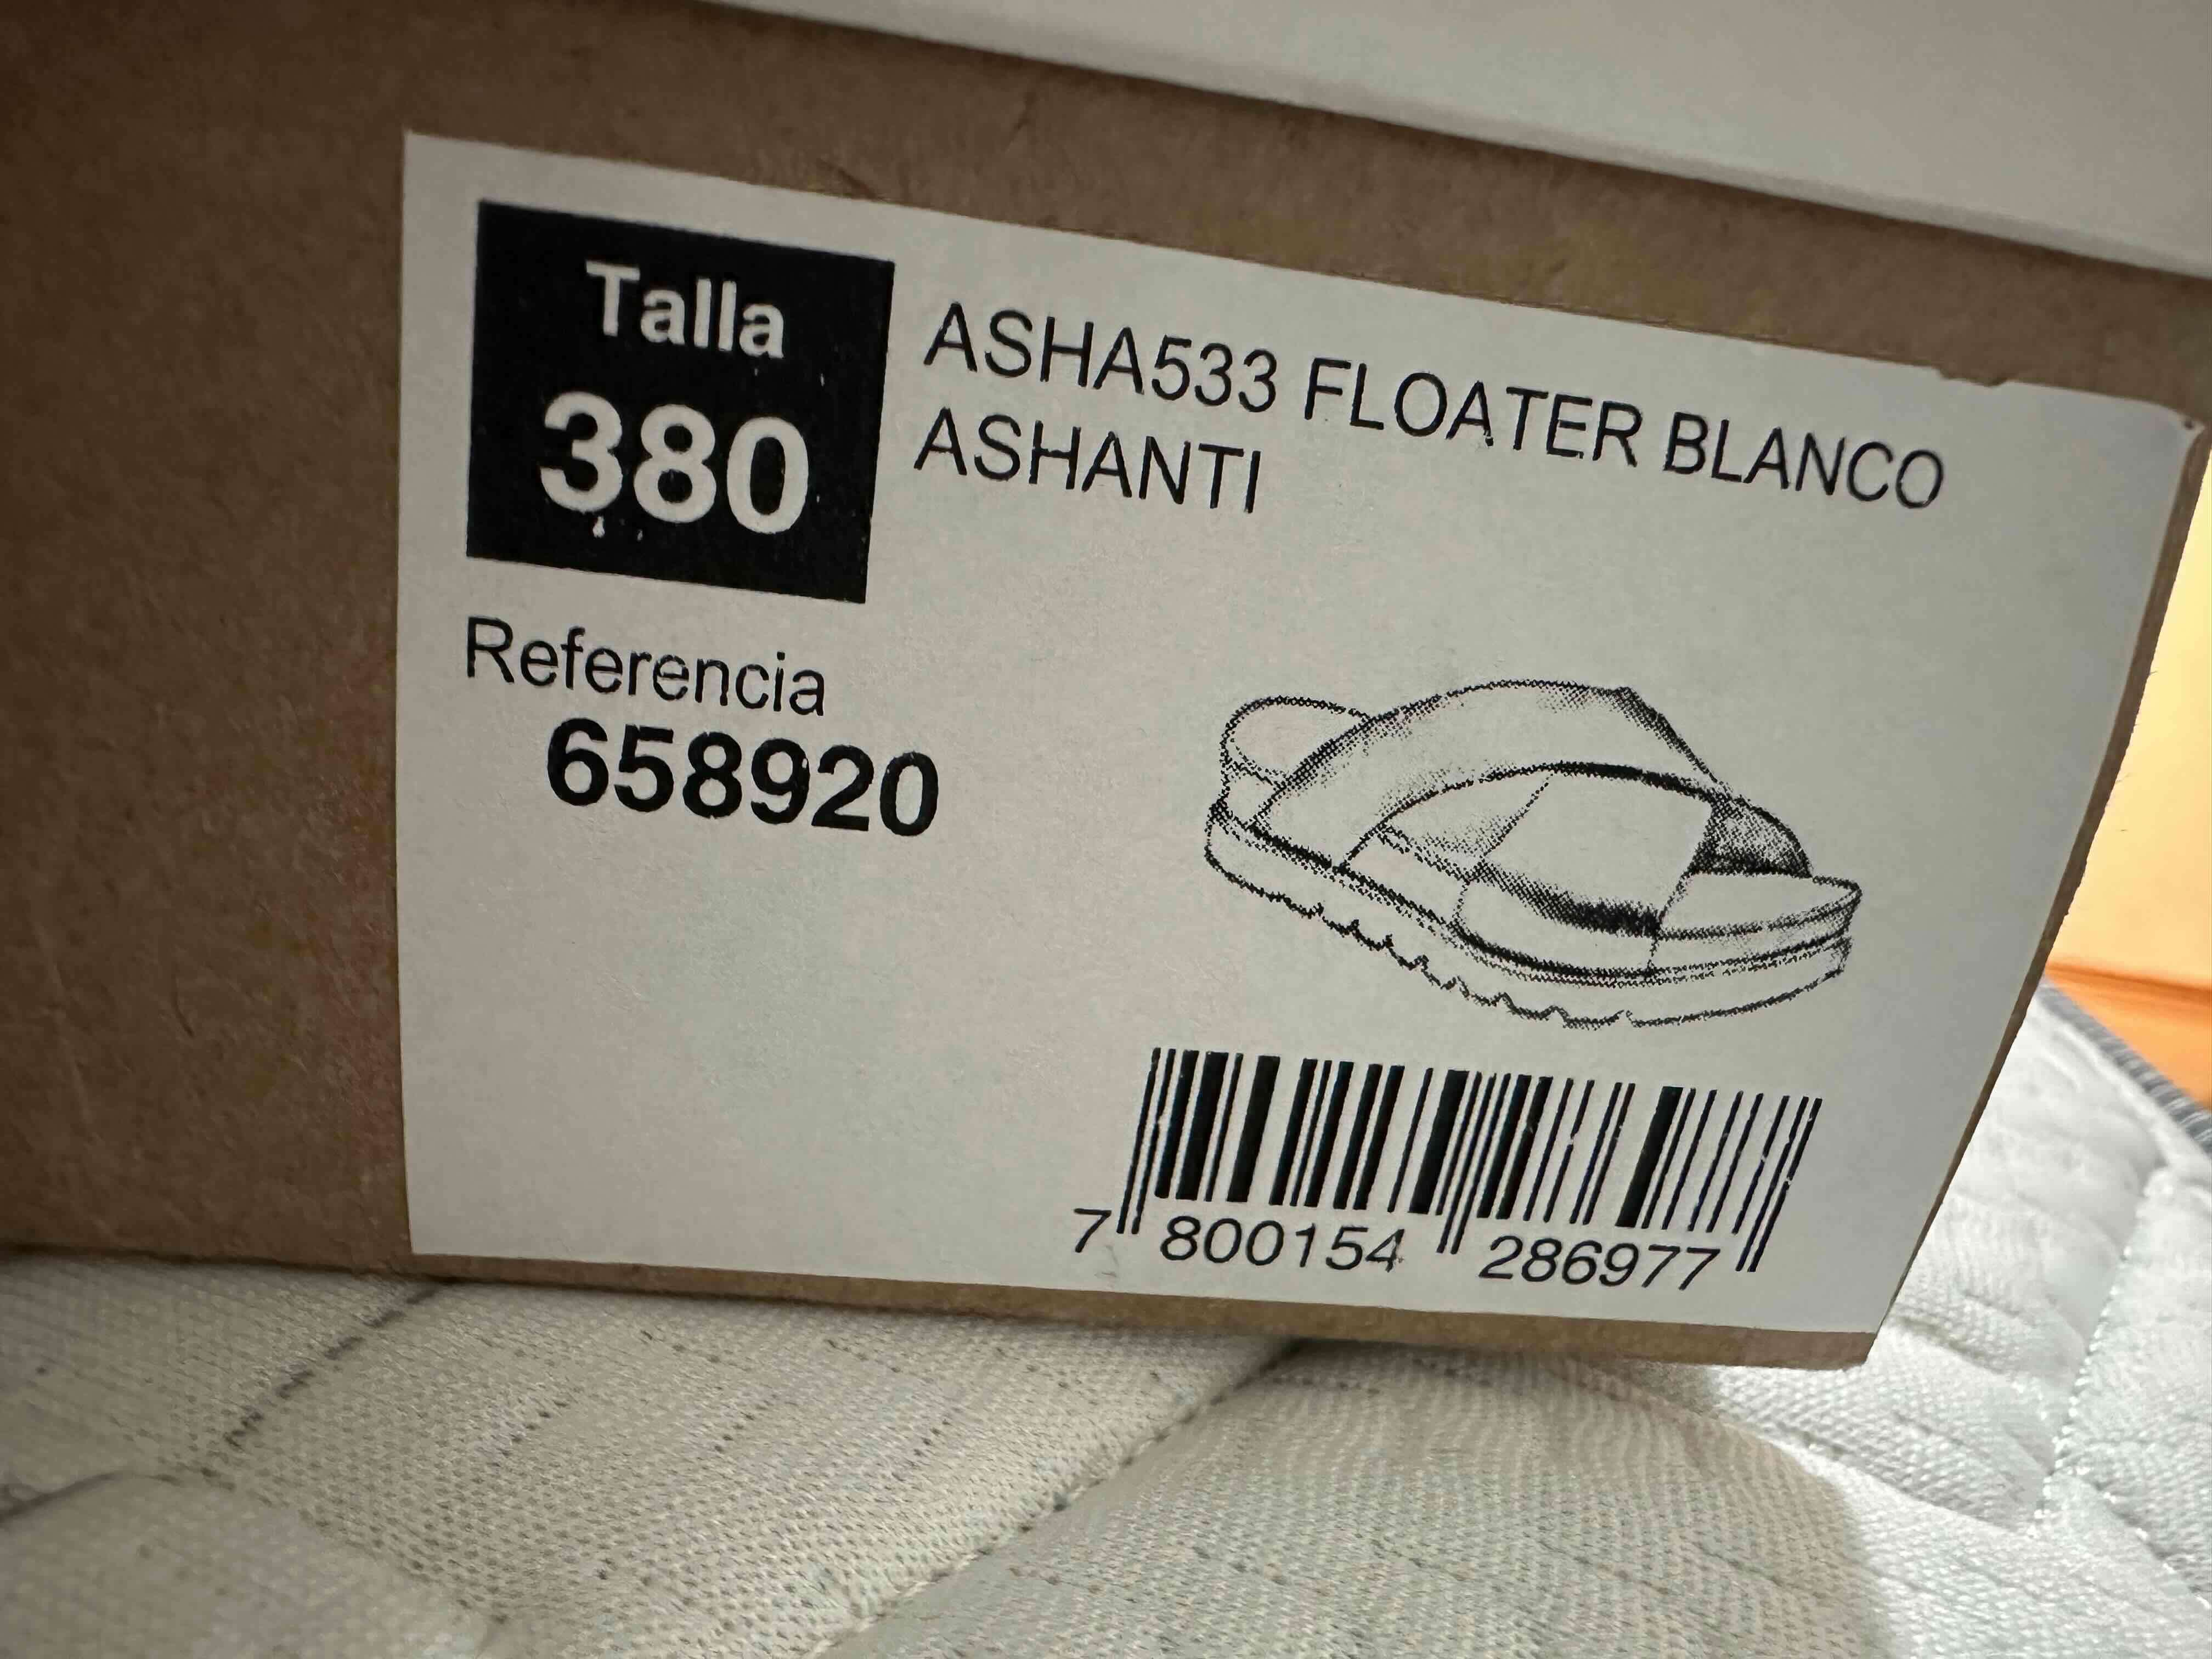 Talla
380
ASHA533 FLOATER BLANCO
ASHANTI
Referencia
658920
7 800154 286977